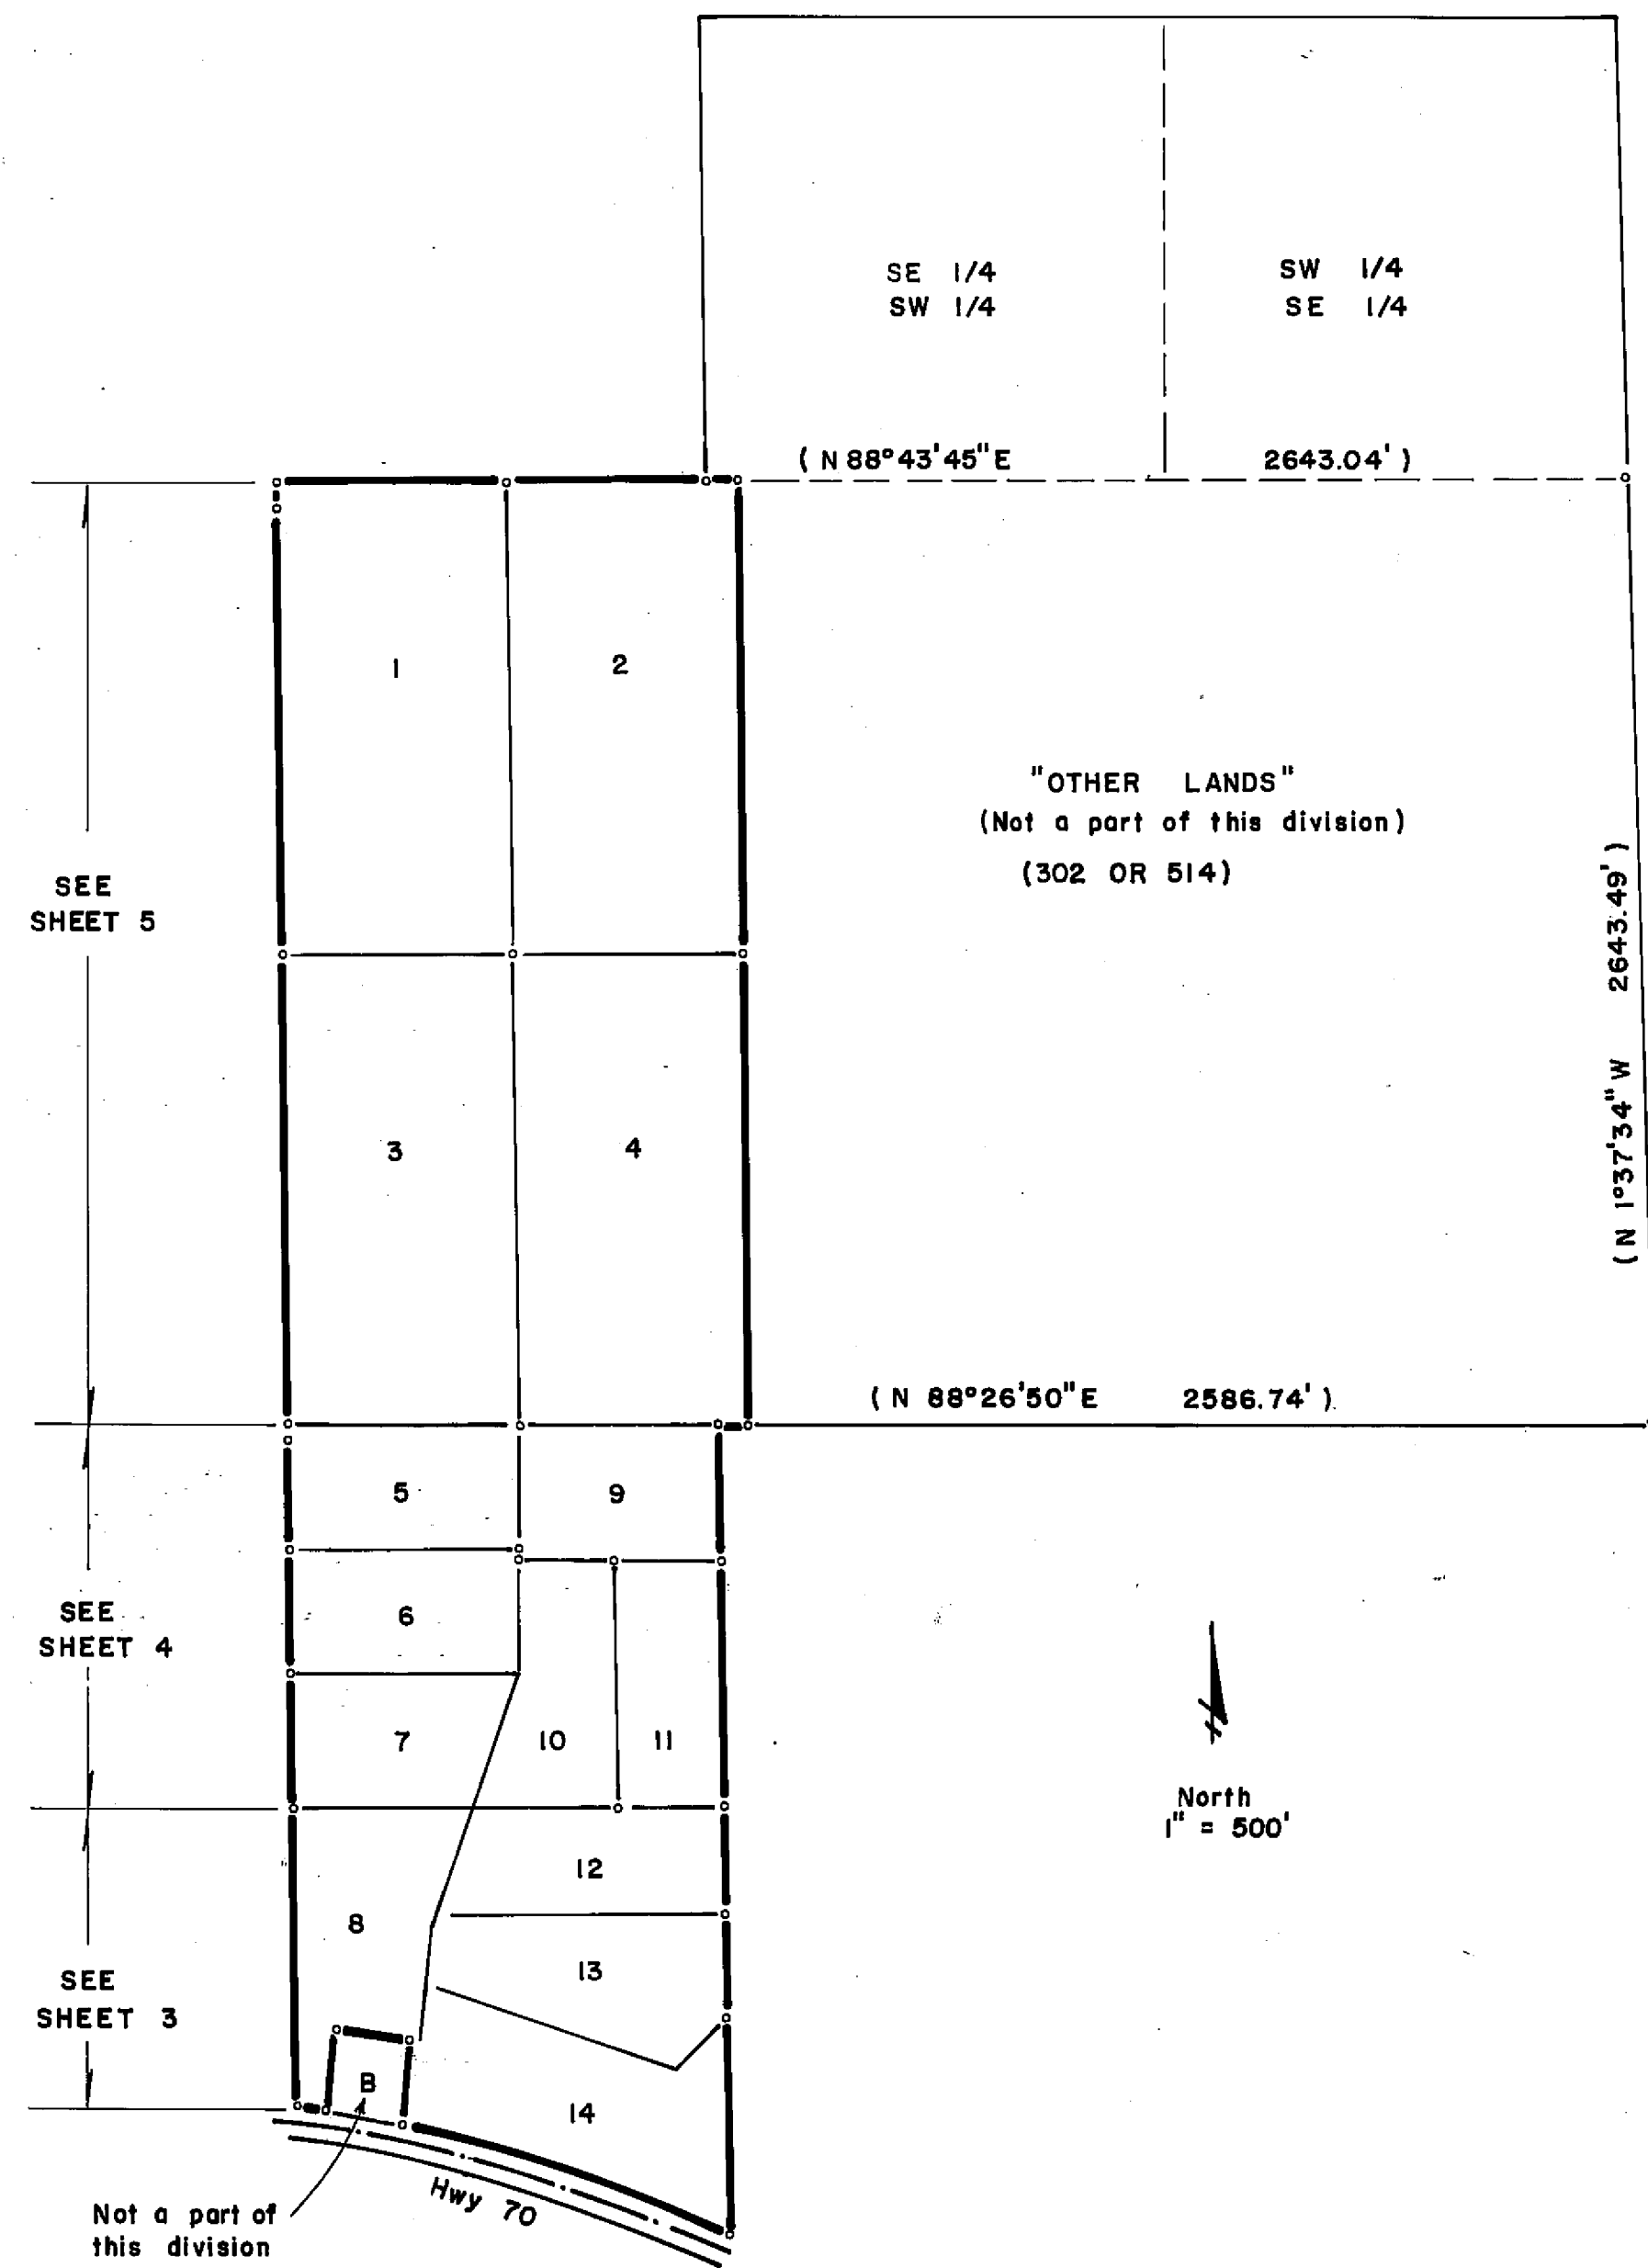 SE 1/4
SW 1/4
SW 1/4
SE 1/4
( N 88°43'45"E 2643.04' )
1
2
"OTHER LANDS"
(Not a part of this division)
(302 OR 514)
SEE
SHEET 5
(N 1°37'34"W 2643.49')
3
4
( N 88°26'50"E 2586.74' )
5
9
SEE
SHEET 4
6
7
10
11
North
1" = 500'
12
8
13
SEE
SHEET 3
B
14
Hwy 70
Not a part of
this division